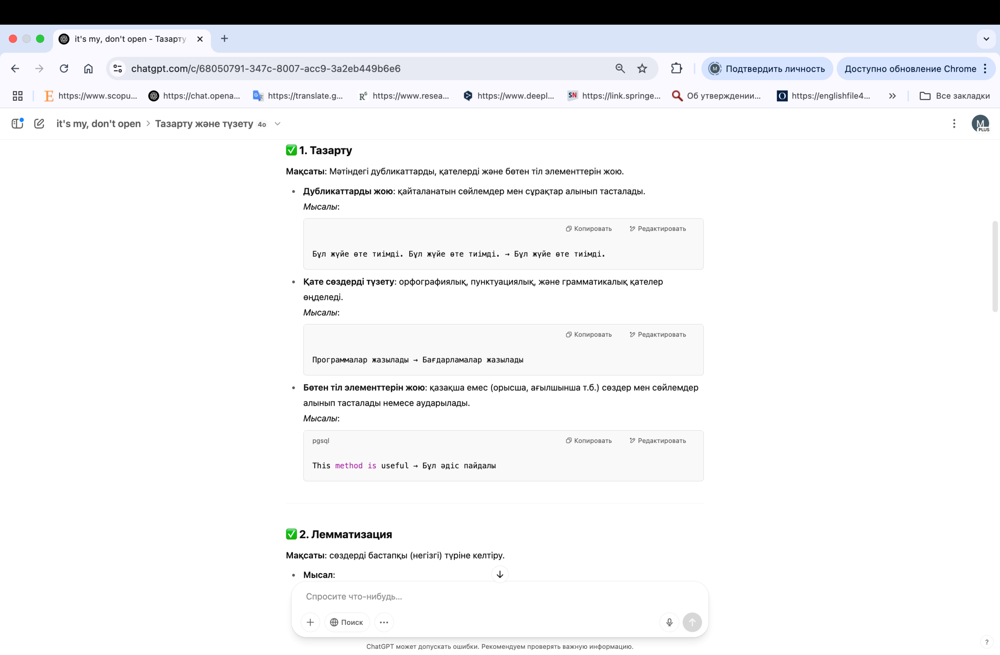 it's my, don't open - Тазарту
chatgpt.com/c/68050791-347c-8007-acc9-3a2eb449b6e6
M Подтвердить личность
Доступно обновление Chrome
https://www.scopu...
https://chat.opena...
https://translate.g...
https://www.resea...
https://www.deepl...
https://link.springe...
Об утверждении...
https://englishfile4...
Все закладки
it's my, don't open > Тазарту және түзету 4o
M
PLUS
✅ 1. Тазарту
Мақсаты: Мәтіндегі дубликаттарды, қателерді және бөтен тіл элементтерін жою.
• Дубликаттарды жою: қайталанатын сөйлемдер мен сұрақтар алынып тасталады.
Мысалы:
Копировать Редактировать
Бұл жүйе өте тиімді. Бұл жүйе өте тиімді. → Бұл жүйе өте тиімді.
• Қате сөздерді түзету: орфографиялық, пунктуациялық, және грамматикалық қателер
өңделеді.
Мысалы:
Копировать Редактировать
Программалар жазылады → Бағдарламалар жазылады
• Бөтен тіл элементтерін жою: қазақша емес (орысша, ағылшынша т.б.) сөздер мен сөйлемдер
алынып тасталады немесе аударылады.
Мысалы:
pgsql Копировать Редактировать
This method is useful → Бұл әдіс пайдалы
✅ 2. Лемматизация
Мақсаты: сөздерді бастапқы (негізгі) түріне келтіру.
• Мысал:
Спросите что-нибудь...
Поиск
ChatGPT может допускать ошибки. Рекомендуем проверять важную информацию.
?